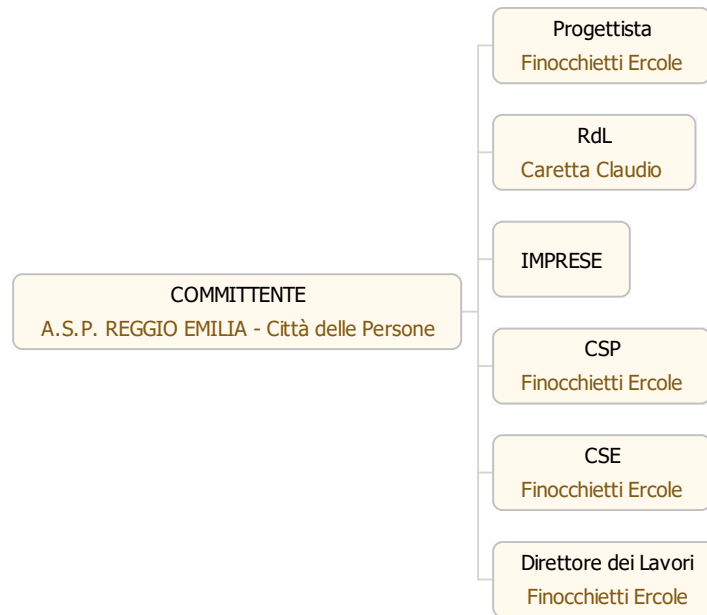 Progettista
Finocchietti Ercole
RdL
Caretta Claudio
IMPRESE
COMMITTENTE
A.S.P. REGGIO EMILIA - Città delle Persone
CSP
Finocchietti Ercole
CSE
Finocchietti Ercole
Direttore dei Lavori
Finocchietti Ercole